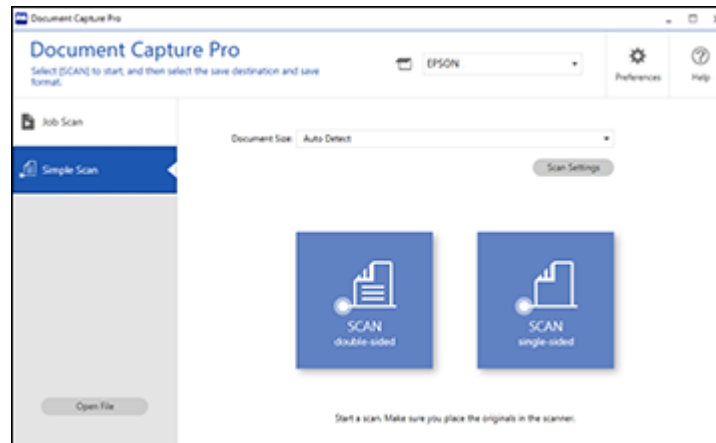 Document Capture Pro
Document Capture Pro
Select [SCAN] to start, and then select the save destination and save
format.
EPSON
Preferences
Help
Job Scan
Simple Scan
Document Size:
Auto Detect
Scan Settings
SCAN
double-sided
SCAN
single-sided
Open File
Start a scan. Make sure you place the originals in the scanner.